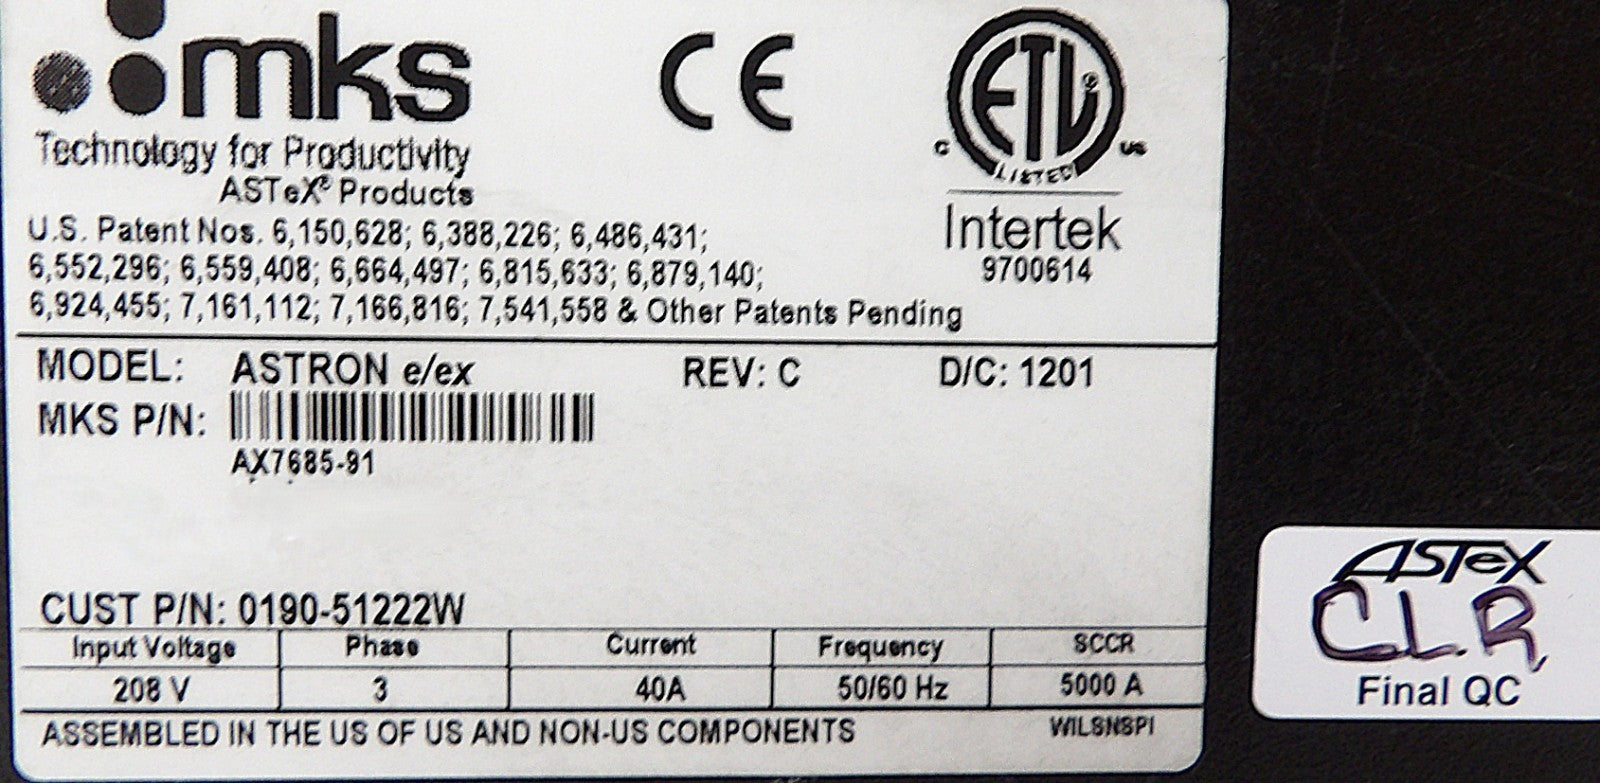 mks
CE
ETL®
LISTED
C US
Technology for Productivity
ASTeX® Products
Intertek
9700614
U.S. Patent Nos. 6,150,628; 6,388,226; 6,486,431;
6,552,296; 6,559,408; 6,664,497; 6,815,633; 6,879,140;
6,924,455; 7,161,112; 7,166,816; 7,541,558 & Other Patents Pending
MODEL: ASTRON e/ex REV: C D/C: 1201
MKS P/N:
AX7685-91
CUST P/N: 0190-51222W
Input Voltage Phase Current Frequency SCCR
208 V 3 40A 50/60 Hz 5000 A
ASSEMBLED IN THE US OF US AND NON-US COMPONENTS WILSNSPI
ASTeX
C.L.R,
Final QC